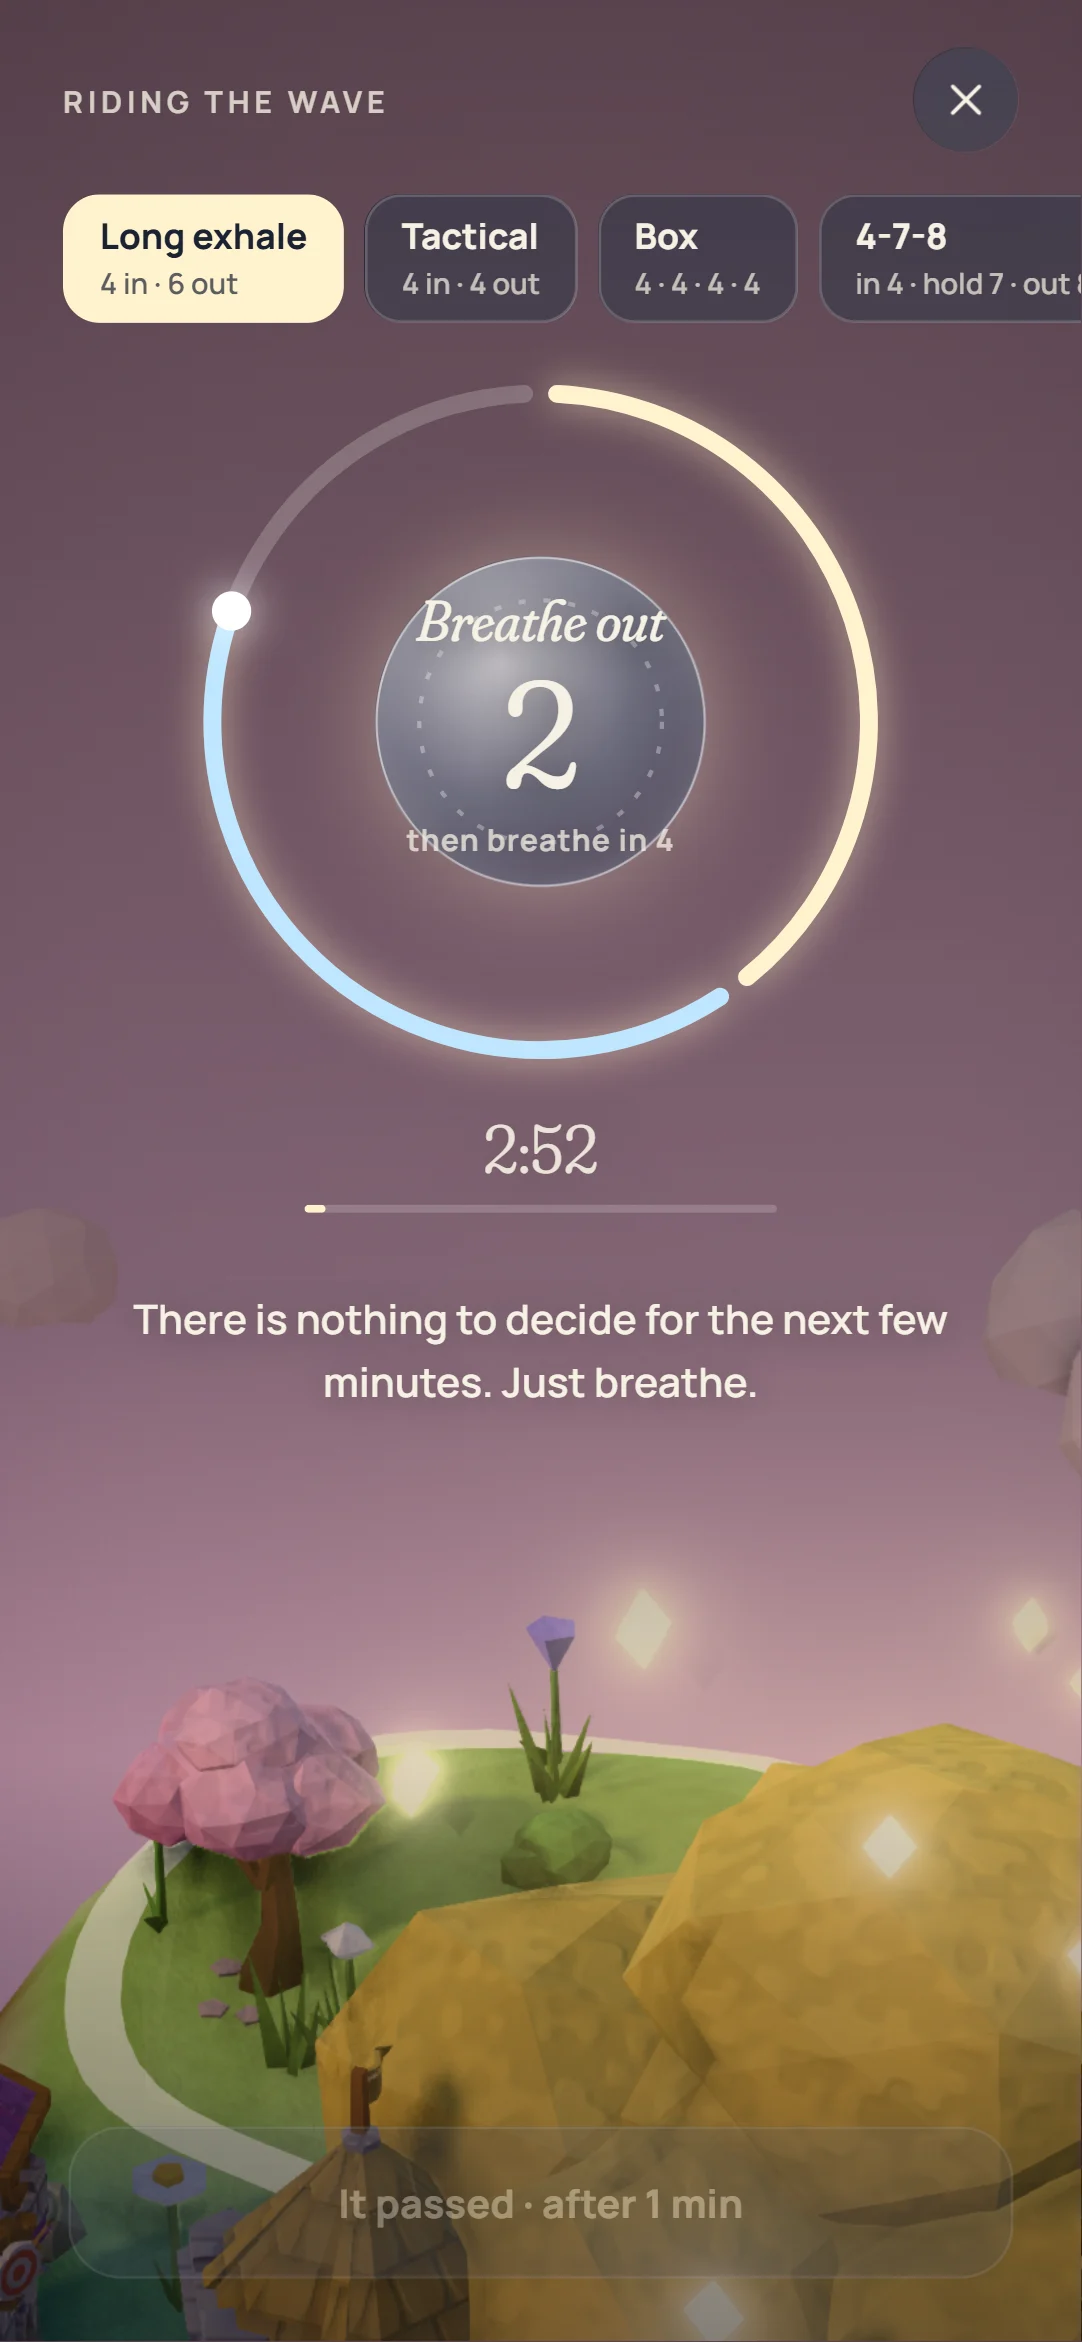 RIDING THE WAVE
Long exhale
4 in · 6 out
Tactical
4 in · 4 out
Box
4 · 4 · 4 · 4
4-7-8
in 4 · hold 7 · out
Breathe out
2
then breathe in 4
2:52
There is nothing to decide for the next few
minutes. Just breathe.
It passed · after 1 min